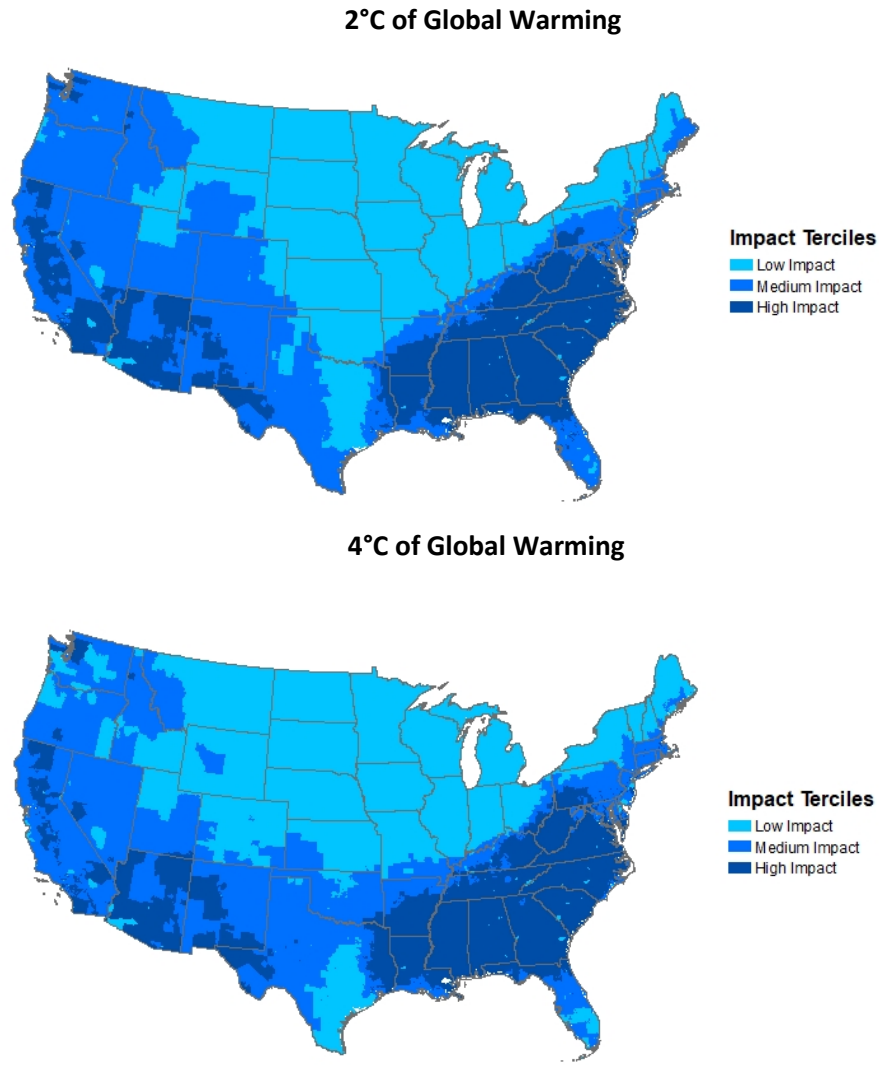 2°C of Global Warming
Impact Terciles
Low Impact
Medium Impact
High Impact
4°C of Global Warming
Impact Terciles
Low Impact
Medium Impact
High Impact